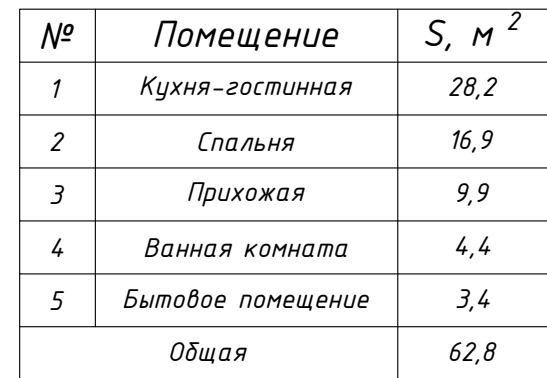 № Помещение S, м 2
1 Кухня-гостинная 28,2
2 Спальня 16,9
3 Прихожая 9,9
4 Ванная комната 4,4
5 Бытовое помещение 3,4
Общая 62,8